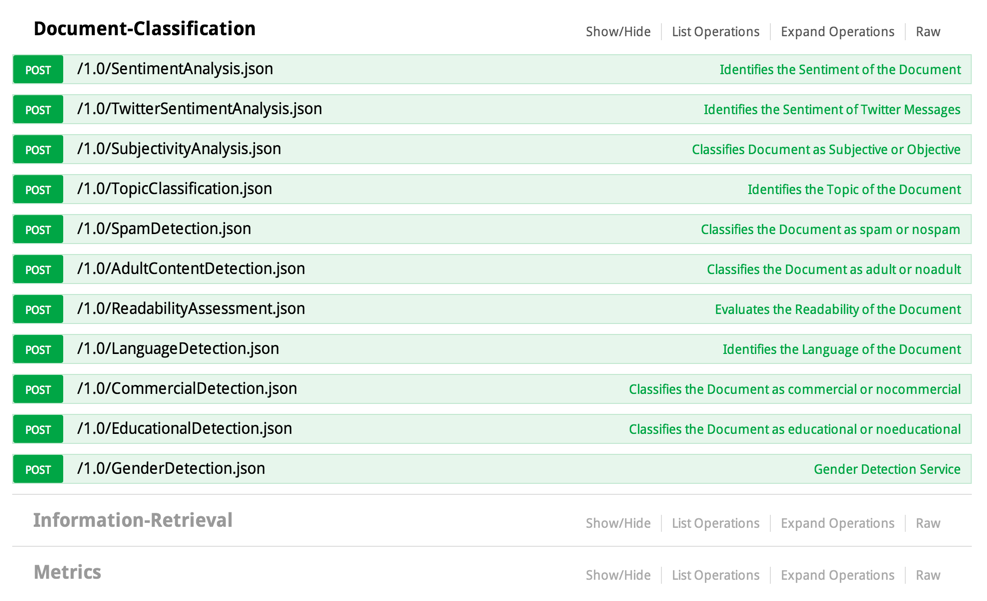 Document-Classification Show/Hide List Operations Expand Operations Raw
POST /1.0/SentimentAnalysis.json Identifies the Sentiment of the Document
POST /1.0/TwitterSentimentAnalysis.json Identifies the Sentiment of Twitter Messages
POST /1.0/SubjectivityAnalysis.json Classifies Document as Subjective or Objective
POST /1.0/TopicClassification.json Identifies the Topic of the Document
POST /1.0/SpamDetection.json Classifies the Document as spam or nospam
POST /1.0/AdultContentDetection.json Classifies the Document as adult or noadult
POST /1.0/ReadabilityAssessment.json Evaluates the Readability of the Document
POST /1.0/LanguageDetection.json Identifies the Language of the Document
POST /1.0/CommercialDetection.json Classifies the Document as commercial or nocommercial
POST /1.0/EducationalDetection.json Classifies the Document as educational or noeducational
POST /1.0/GenderDetection.json Gender Detection Service
Information-Retrieval Show/Hide List Operations Expand Operations Raw
Metrics Show/Hide List Operations Expand Operations Raw